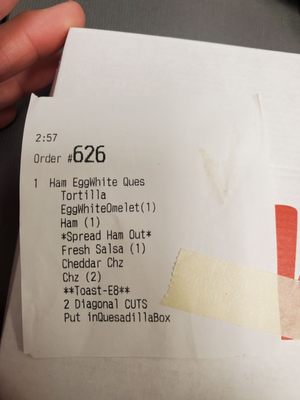 2:57
Order #626
1 Ham EggWhite Ques
Tortilla
EggWhiteOmelet(1)
Ham (1)
*Spread Ham Out*
Fresh Salsa (1)
Cheddar Chz
Chz (2)
**Toast-E8**
2 Diagonal CUTS
Put inQuesadillaBox